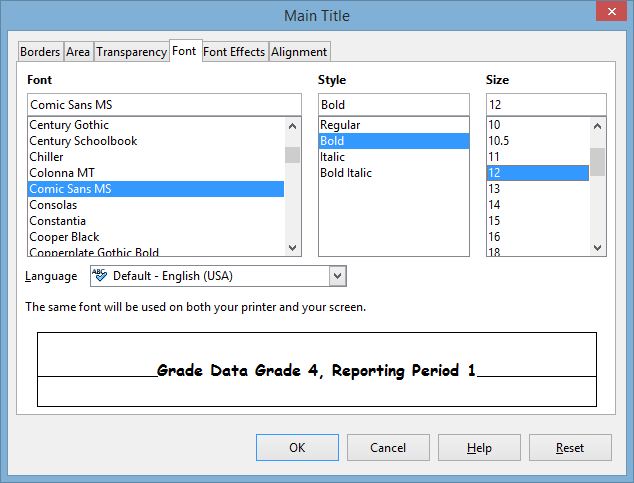 Main Title
Borders Area Transparency Font Font Effects Alignment
Font Style Size
Comic Sans MS Bold 12
Century Gothic Regular 10
Century Schoolbook Bold 10.5
Chiller Italic 11
Colonna MT Bold Italic 12
Comic Sans MS 13
Consolas 14
Constantia 15
Cooper Black 16
Copperplate Gothic Bold 18
Language ABC Default - English (USA)
The same font will be used on both your printer and your screen.
Grade Data Grade 4, Reporting Period 1
OK Cancel Help Reset